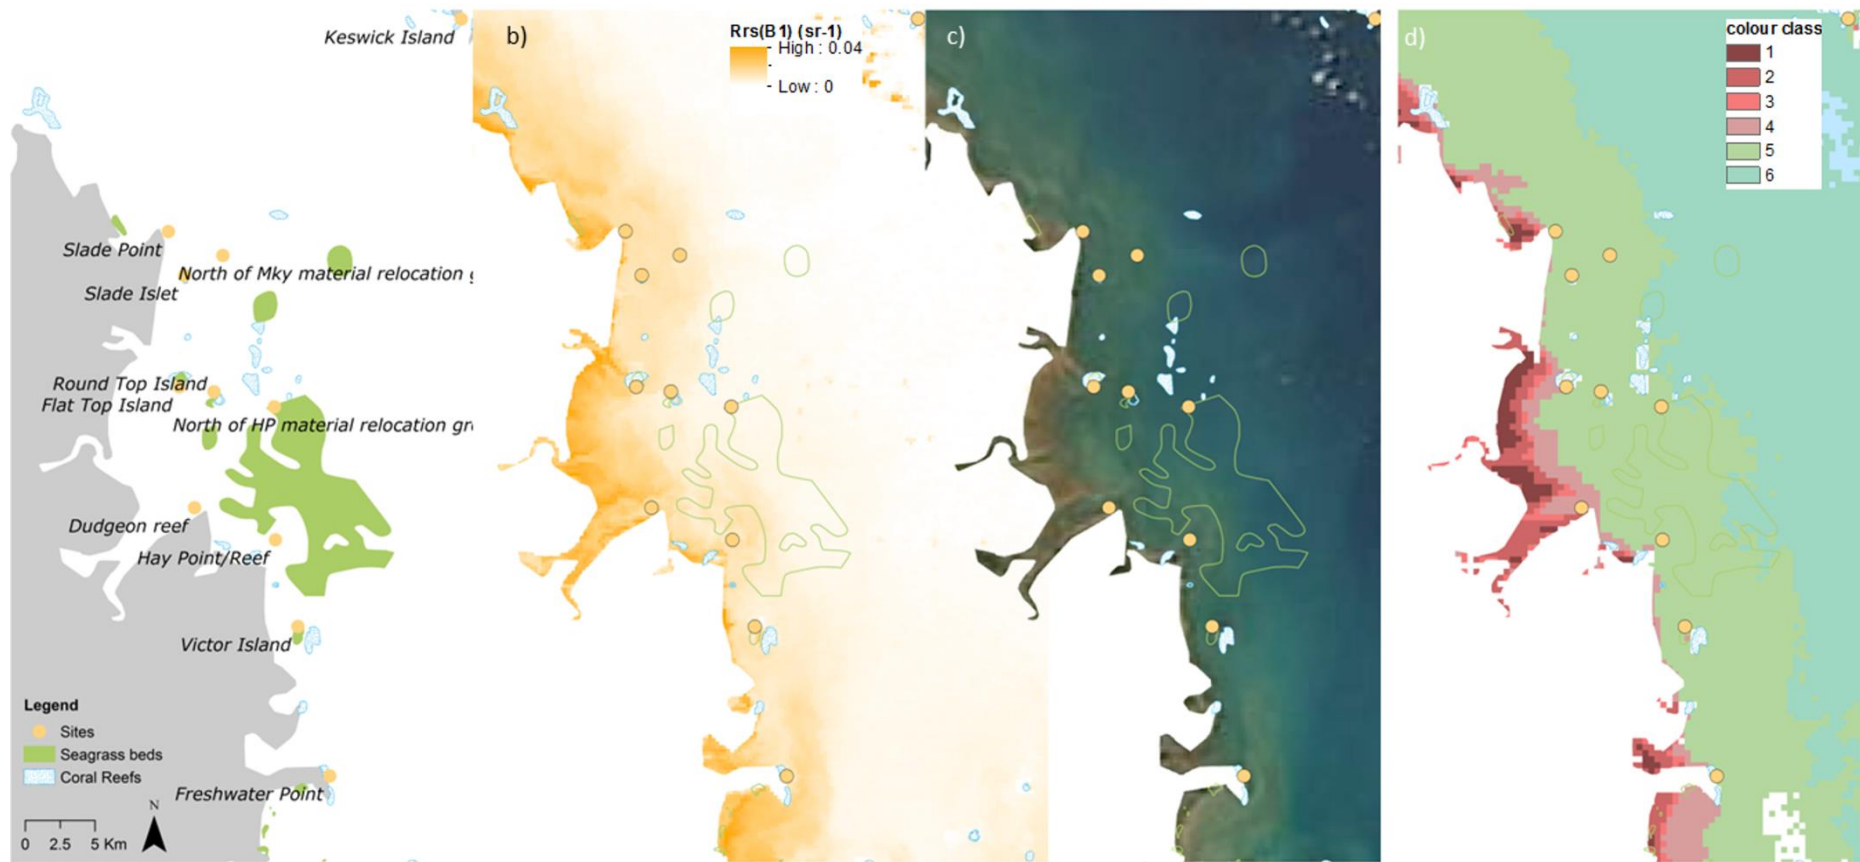 Keswick Island
Slade Point
North of Mky material relocation g
Slade Islet
Round Top Island
Flat Top Island
North of HP material relocation gr
Dudgeon reef
Hay Point/Reef
Victor Island
Freshwater Point
Legend
Sites
Seagrass beds
Coral Reefs
N
0 2.5 5 Km
b)
Rrs(B1) (sr-1)
High : 0.04
Low : 0
c)
d)
colour class
1
2
3
4
5
6